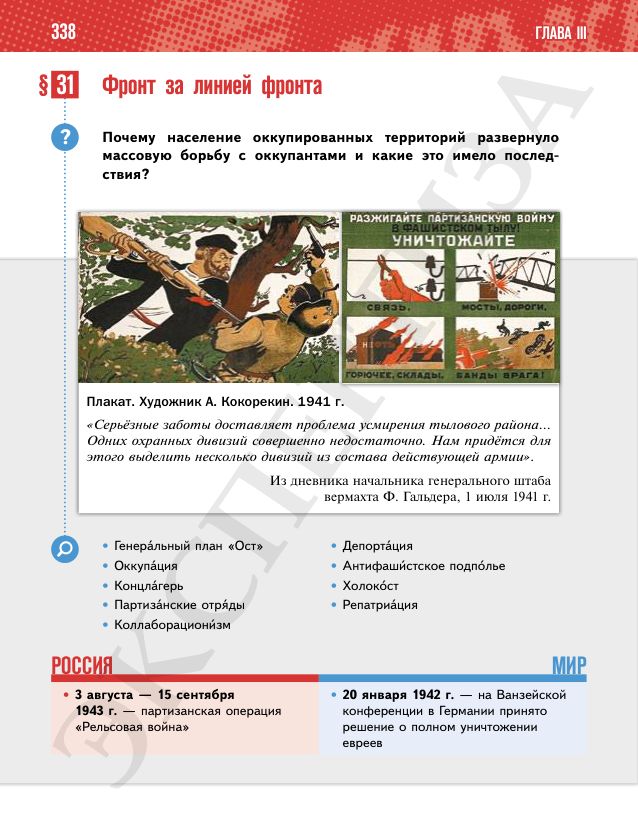 338
ГЛАВА III
§ 31 Фронт за линией фронта
?
Почему население оккупированных территорий развернуло
массовую борьбу с оккупантами и какие это имело послед-
ствия?
РАЗЖИГАЙТЕ ПАРТИЗАНСКУЮ ВОЙНУ
В ФАШИСТСКОМ ТЫЛУ!
УНИЧТОЖАЙТЕ
СВЯЗЬ,
МОСТЫ, ДОРОГИ,
НЕФТЬ
ГОРЮЧЕЕ, СКЛАДЫ,
БАНДЫ ВРАГА!
Плакат. Художник А. Кокорекин. 1941 г.
«Серьёзные заботы доставляет проблема усмирения тылового района…
Одних охранных дивизий совершенно недостаточно. Нам придётся для
этого выделить несколько дивизий из состава действующей армии».
Из дневника начальника генерального штаба
вермахта Ф. Гальдера, 1 июля 1941 г.
• Генера́льный план «Ост»
• Оккупа́ция
• Концла́герь
• Партиза́нские отря́ды
• Коллаборациони́зм
• Депорта́ция
• Антифаши́стское подпо́лье
• Холоко́ст
• Репатриа́ция
РОССИЯ
• 3 августа — 15 сентября
1943 г. — партизанская операция
«Рельсовая война»
МИР
• 20 января 1942 г. — на Ванзейской
конференции в Германии принято
решение о полном уничтожении
евреев
ЭКСПЕРТИЗА